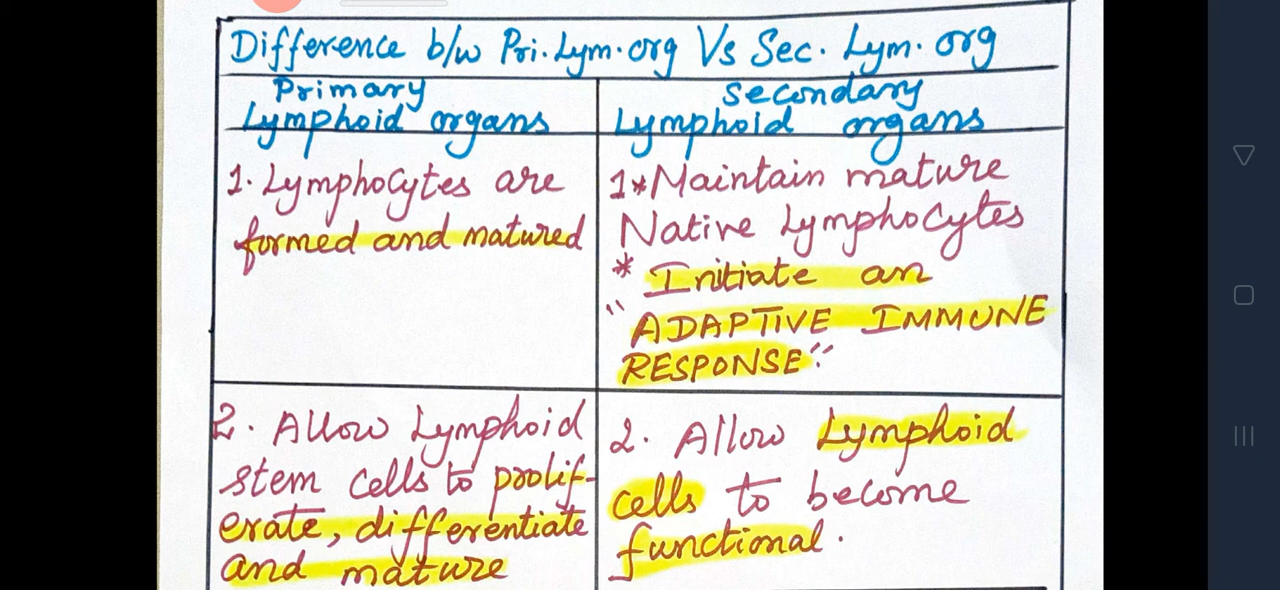 Difference b/w Pri. Lym. org Vs Sec. Lym. org
Primary
Lymphoid organs
1. Lymphocytes are
formed and matured
2. Allow Lymphoid
stem cells to prolif-
erate, differentiate
and mature
Secondary
Lymphoid organs
1* Maintain mature
Native Lymphocytes
* Initiate an
"ADAPTIVE IMMUNE
RESPONSE"
2. Allow Lymphoid
cells to become
functional.